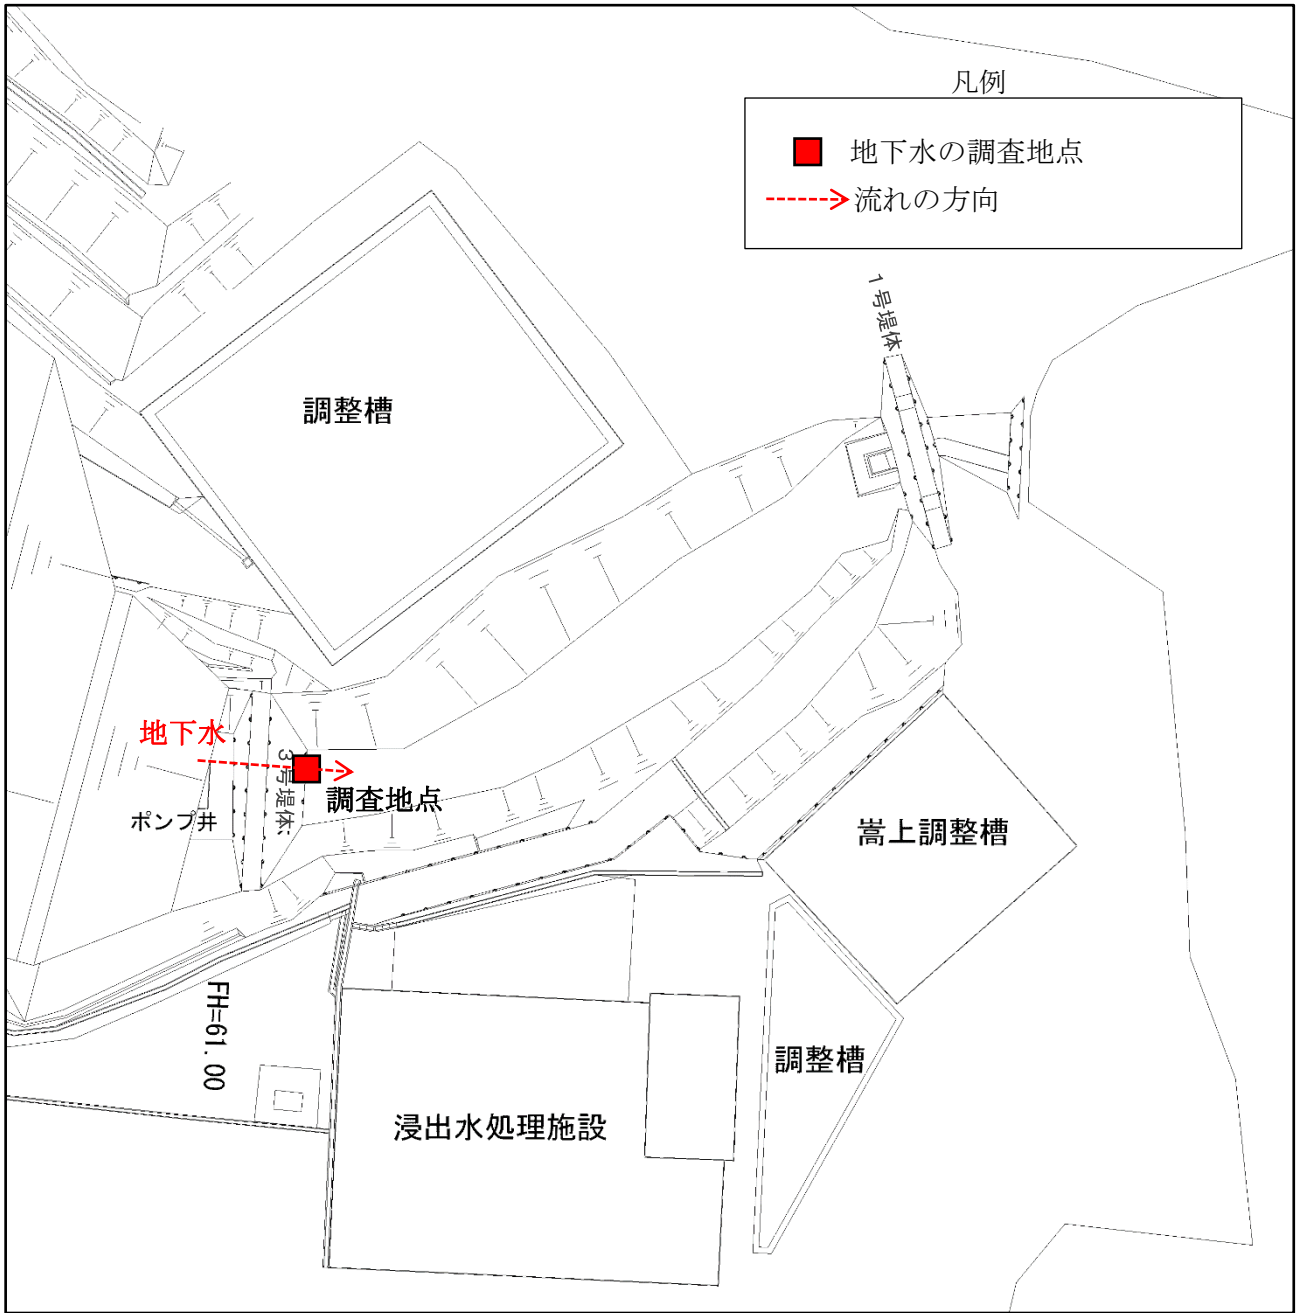 凡例
地下水の調査地点
流れの方向
1号堤体
調整槽
地下水
3号堤体
調査地点
ポンプ井
嵩上調整槽
FH=61.00
調整槽
浸出水処理施設